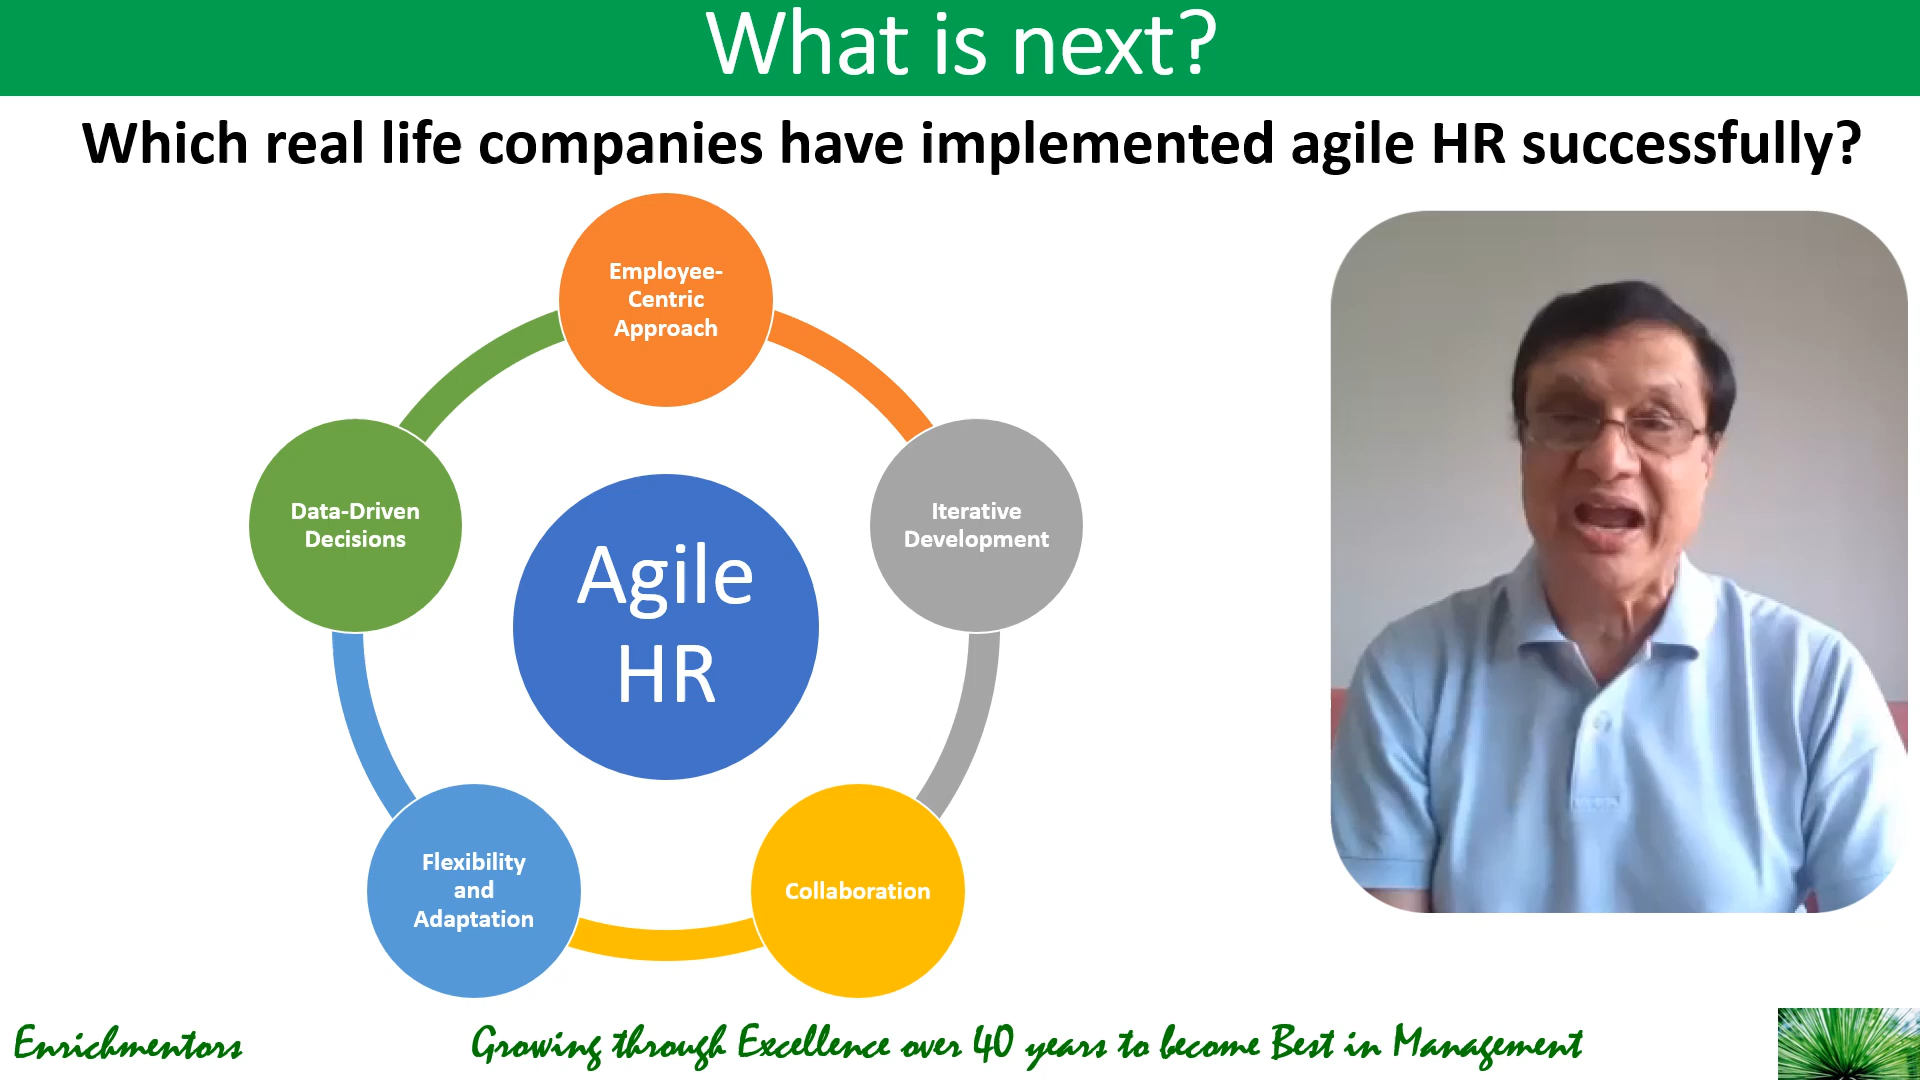 What is next?
Which real life companies have implemented agile HR successfully?
Employee-
Centric
Approach
Iterative
Development
Collaboration
Flexibility
and
Adaptation
Data-Driven
Decisions
Agile
HR
Enrichmentors
Growing through Excellence over 40 years to become Best in Management